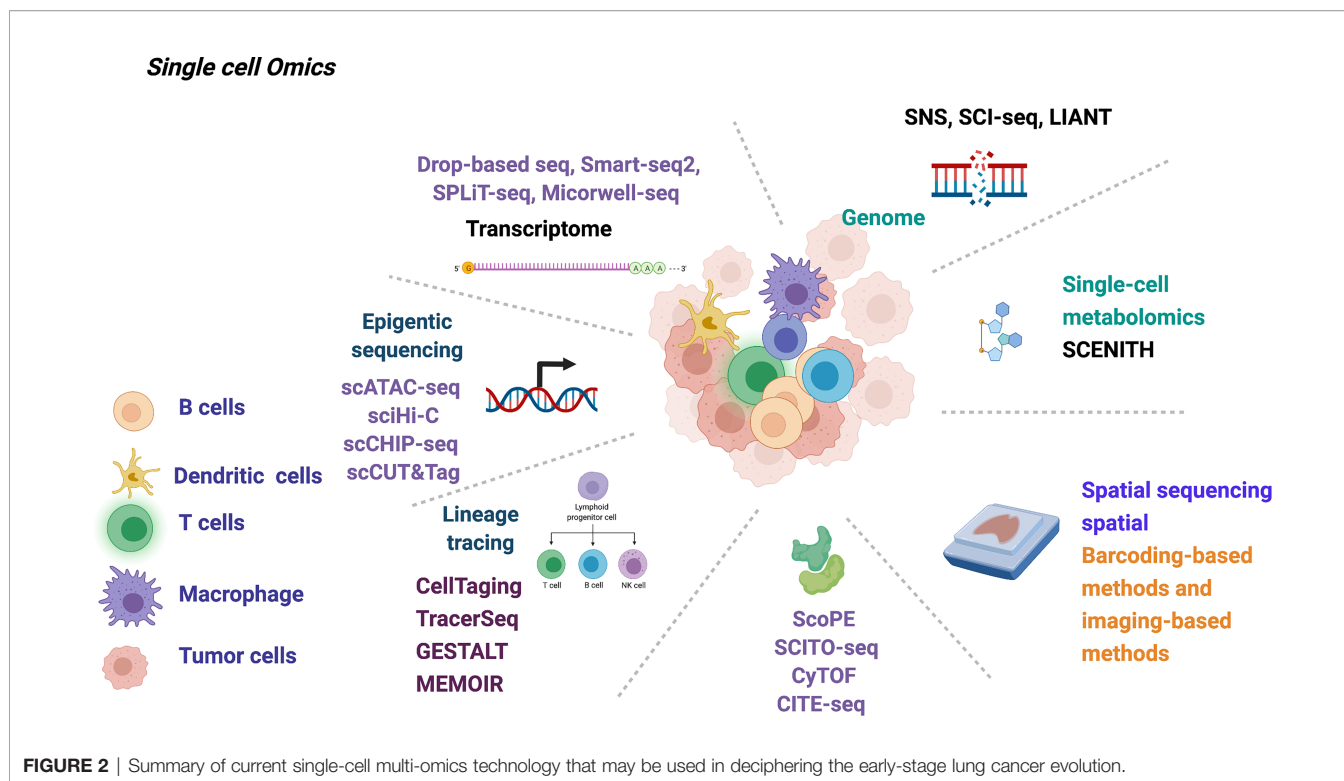 Single cell Omics
SNS, SCI-seq, LIANT
Genome
Drop-based seq, Smart-seq2,
SPLiT-seq, Micorwell-seq
Transcriptome
5' G A A A 3'
Single-cell
metabolomics
SCENITH
Epigentic
sequencing
scATAC-seq
sciHi-C
scCHIP-seq
scCUT&Tag
B cells
Dendritic cells
T cells
Macrophage
Tumor cells
Lineage
tracing
CellTaging
TracerSeq
GESTALT
MEMOIR
Lymphoid
progenitor cell
T cell B cell NK cell
ScoPE
SCITO-seq
CyTOF
CITE-seq
Spatial sequencing
spatial
Barcoding-based
methods and
imaging-based
methods
FIGURE 2 | Summary of current single-cell multi-omics technology that may be used in deciphering the early-stage lung cancer evolution.